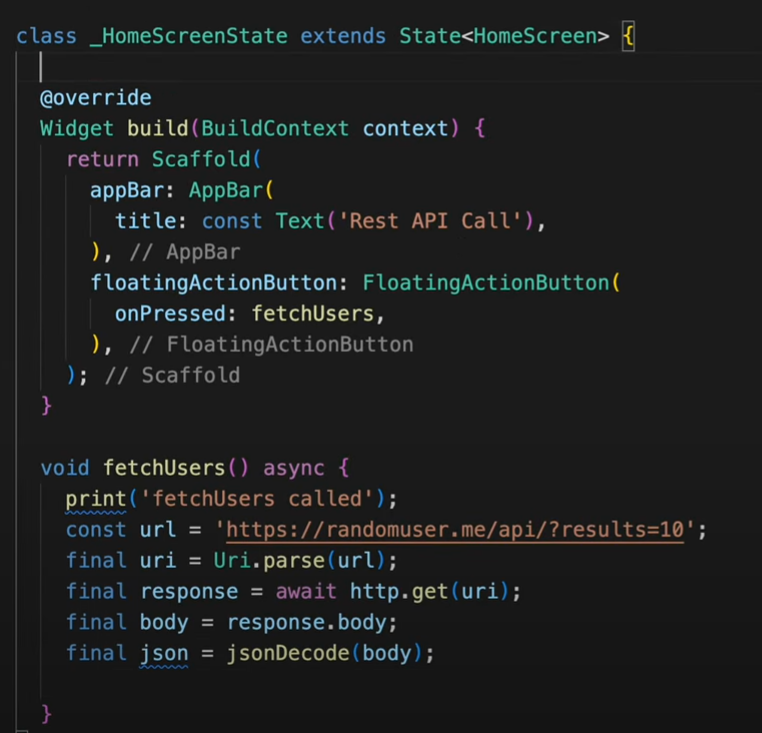 class _HomeScreenState extends State<HomeScreen> {
@override
Widget build(BuildContext context) {
return Scaffold(
appBar: AppBar(
title: const Text('Rest API Call'),
), // AppBar
floatingActionButton: FloatingActionButton(
onPressed: fetchUsers,
), // FloatingActionButton
); // Scaffold
}
void fetchUsers() async {
print('fetchUsers called');
const url = 'https://randomuser.me/api/?results=10';
final uri = Uri.parse(url);
final response = await http.get(uri);
final body = response.body;
final json = jsonDecode(body);
}